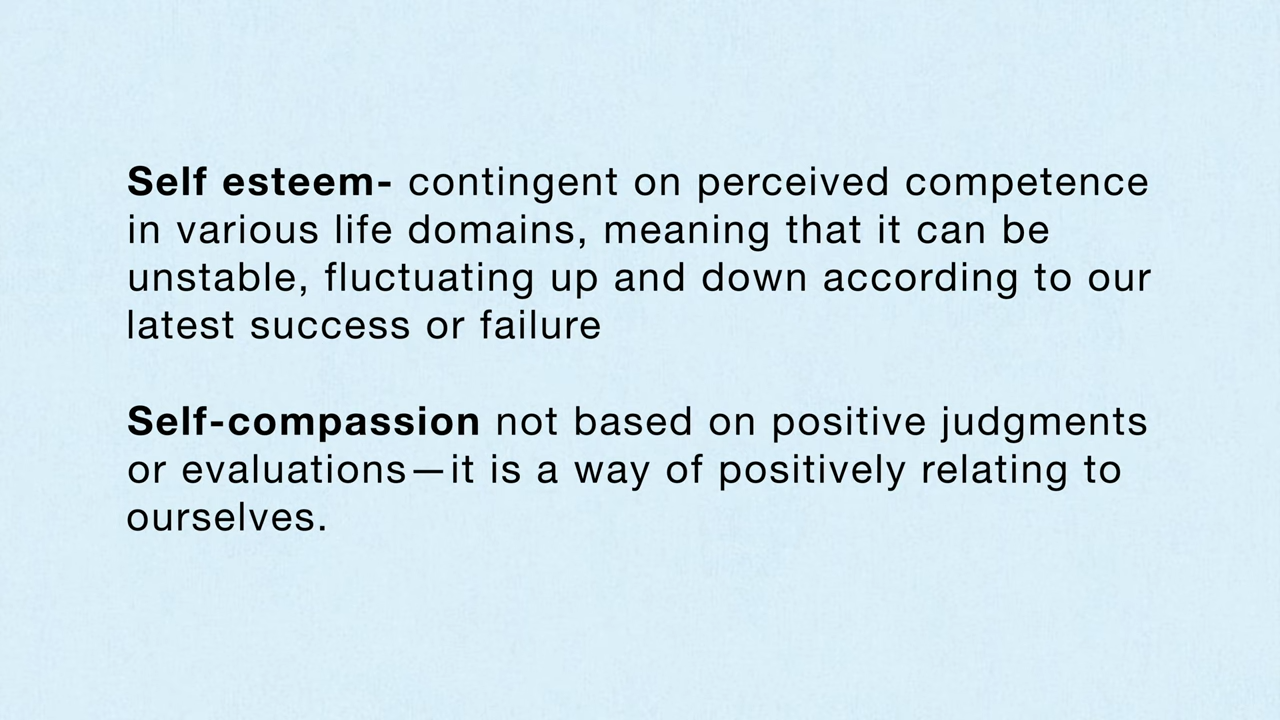 Self esteem- contingent on perceived competence
in various life domains, meaning that it can be
unstable, fluctuating up and down according to our
latest success or failure
Self-compassion not based on positive judgments
or evaluations—it is a way of positively relating to
ourselves.